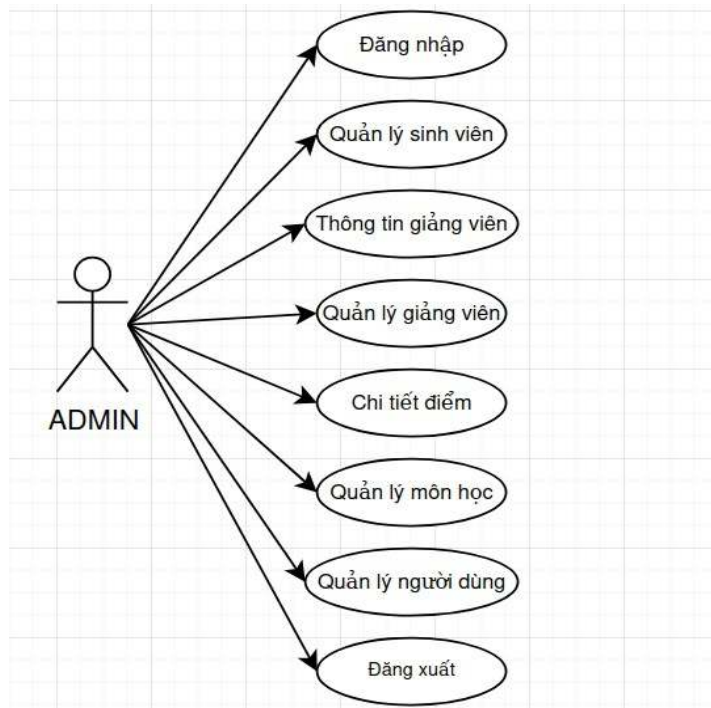 Đăng nhập
Quản lý sinh viên
Thông tin giảng viên
Quản lý giảng viên
ADMIN
Chi tiết điểm
Quản lý môn học
Quản lý người dùng
Đăng xuất